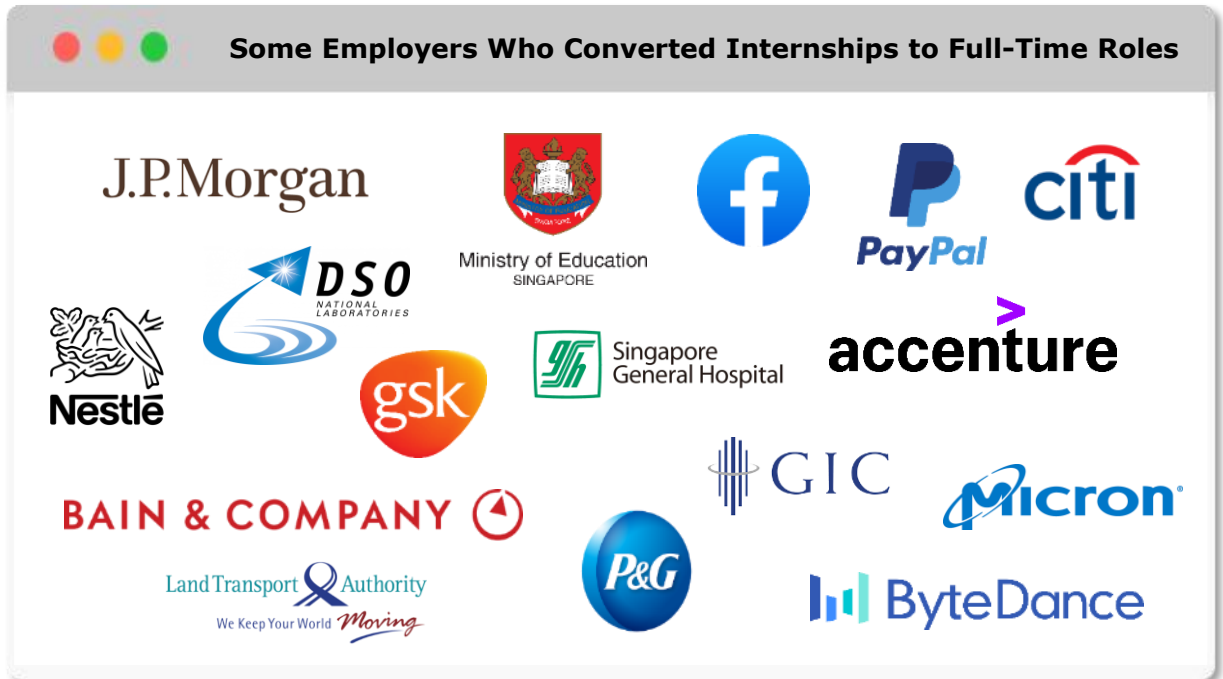 Some Employers Who Converted Internships to Full-Time Roles
J.P.Morgan
Ministry of Education
SINGAPORE
PayPal
citi
DSO
NATIONAL
LABORATORIES
Nestlé
gsk
Singapore
General Hospital
>
accenture
GIC
Micron
BAIN & COMPANY
P&G
Land Transport Authority
We Keep Your World Moving
ByteDance